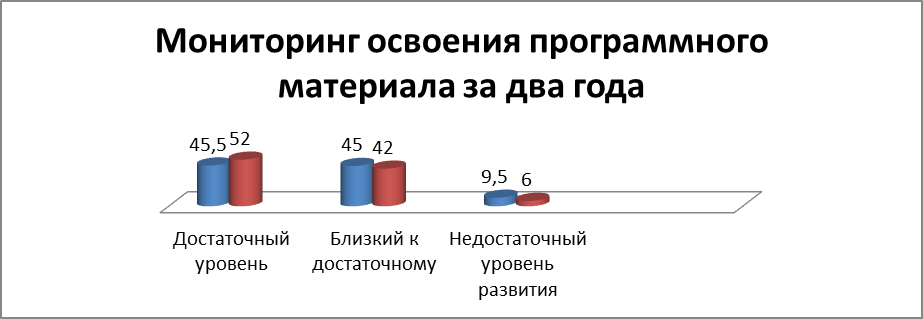 Мониторинг освоения программного
материала за два года
45,5 52 45 42 9,5 6
Достаточный
уровень
Близкий к
достаточному
Недостаточный
уровень
развития